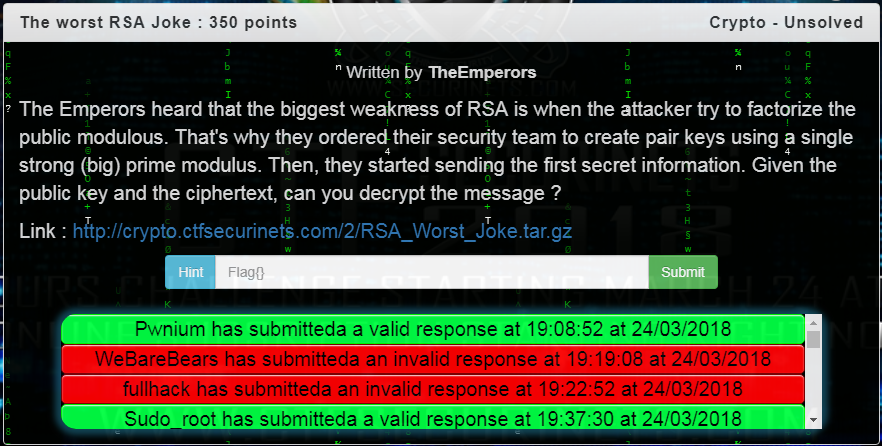 The worst RSA Joke : 350 points
Crypto - Unsolved
Written by TheEmperors
The Emperors heard that the biggest weakness of RSA is when the attacker try to factorize the
public modulous. That's why they ordered their security team to create pair keys using a single
strong (big) prime modulus. Then, they started sending the first secret information. Given the
public key and the ciphertext, can you decrypt the message ?
Link : http://crypto.ctfsecurinets.com/2/RSA_Worst_Joke.tar.gz
Hint
Flag{}
Submit
Pwnium has submitteda a valid response at 19:08:52 at 24/03/2018
WeBareBears has submitteda an invalid response at 19:19:08 at 24/03/2018
fullhack has submitteda an invalid response at 19:22:52 at 24/03/2018
Sudo_root has submitteda a valid response at 19:37:30 at 24/03/2018